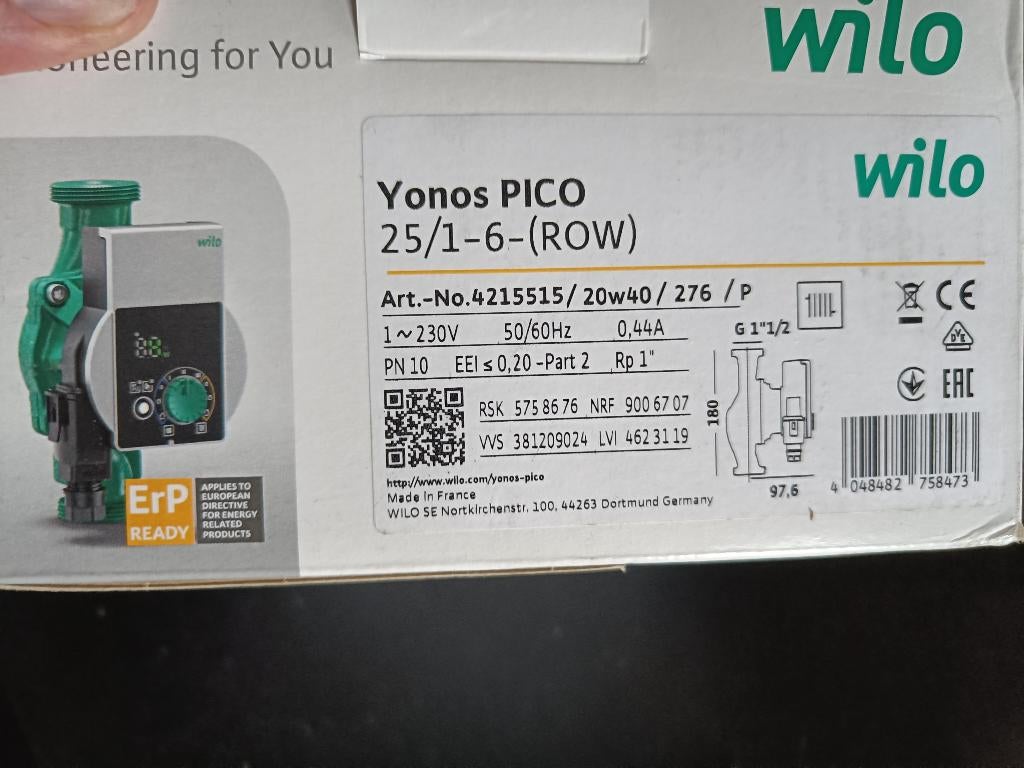 neering for You
wilo
wilo
wilo
Yonos PICO
25/1-6-(ROW)
Art.-No.4215515/ 20w40 / 276 / P
1~230V 50/60Hz 0,44A
PN 10 EEI ≤ 0,20 -Part 2 Rp 1"
RSK 575 86 76 NRF 900 67 07
VVS 381209024 LVI 462 31 19
http://www.wilo.com/yonos-pico
Made in France
WILO SE Nortkirchenstr. 100, 44263 Dortmund Germany
G 1"1/2
180
97,6
CE
DVE
EAC
4 048482 758473
ErP
READY
APPLIES TO
EUROPEAN
DIRECTIVE
FOR ENERGY
RELATED
PRODUCTS